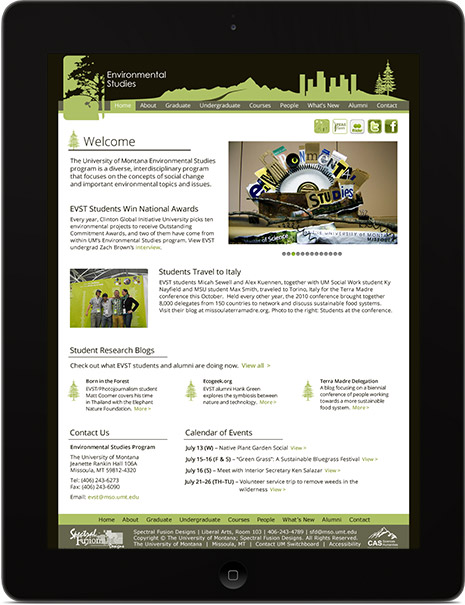 Environmental
Studies
Home About Graduate Undergraduate Courses People What's New Alumni Contact
Welcome
The University of Montana Environmental Studies
program is a diverse, interdisciplinary program
that focuses on the concepts of social change
and important environmental topics and issues.
EVST Students Win National Awards
Every year, Clinton Global Initiative University picks ten
environmental projects to receive Outstanding
Commitment Awards, and two of them have come from
within UM's Environmental Studies program. View EVST
undergrad Zach Brown's interview.
Students Travel to Italy
EVST students Micah Sewell and Alex Kuennen, together with UM Social Work student Ky
Nayfield and MSU student Max Smith, traveled to Torino, Italy for the Terra Madre
conference this October. Held every other year, the 2010 conference brought together
8,000 delegates from 150 countries to network and discuss sustainable food systems.
Visit their blog at missoulaterramadre.org. Photo to the right: Students at the conference.
Student Research Blogs
Check out what EVST students and alumni are doing now. View all >
Born in the Forest
EVST/Photojournalism student
Matt Goomer covers his time
in Thailand with the Elephant
Nature Foundation. More >
Ecogeek.org
EVST alumni Hank Green
explores the symbiosis between
nature and technology. More >
Terra Madre Delegation
A blog focusing on a biennial
conference of people working
towards a more sustainable
food system. More >
Contact Us
Environmental Studies Program
The University of Montana
Jeanette Rankin Hall 106A
Missoula, MT 59812-4320
Tel: (406) 243-6273
Fax: (406) 243-6090
Email: evst@mso.umt.edu
Calendar of Events
July 13 (W) – Native Plant Garden Social View >
July 15–16 (F & S) – "Green Grass": A Sustainable Bluegrass Festival View >
July 16 (S) – Meet with Interior Secretary Ken Salazar View >
July 21–26 (TH–TU) – Volunteer service trip to remove weeds in the
wilderness View >
Home About Graduate Undergraduate Courses People What's New Alumni Contact
Spectral
Fusion
Designs
Spectral Fusion Designs | Liberal Arts, Room 103 | 406-243-4789 | sfd@mso.umt.edu
Copyright © The University of Montana; Spectral Fusion Designs. All Rights Reserved.
The University of Montana | Missoula, MT | Contact UM Switchboard | Accessibility
CAS